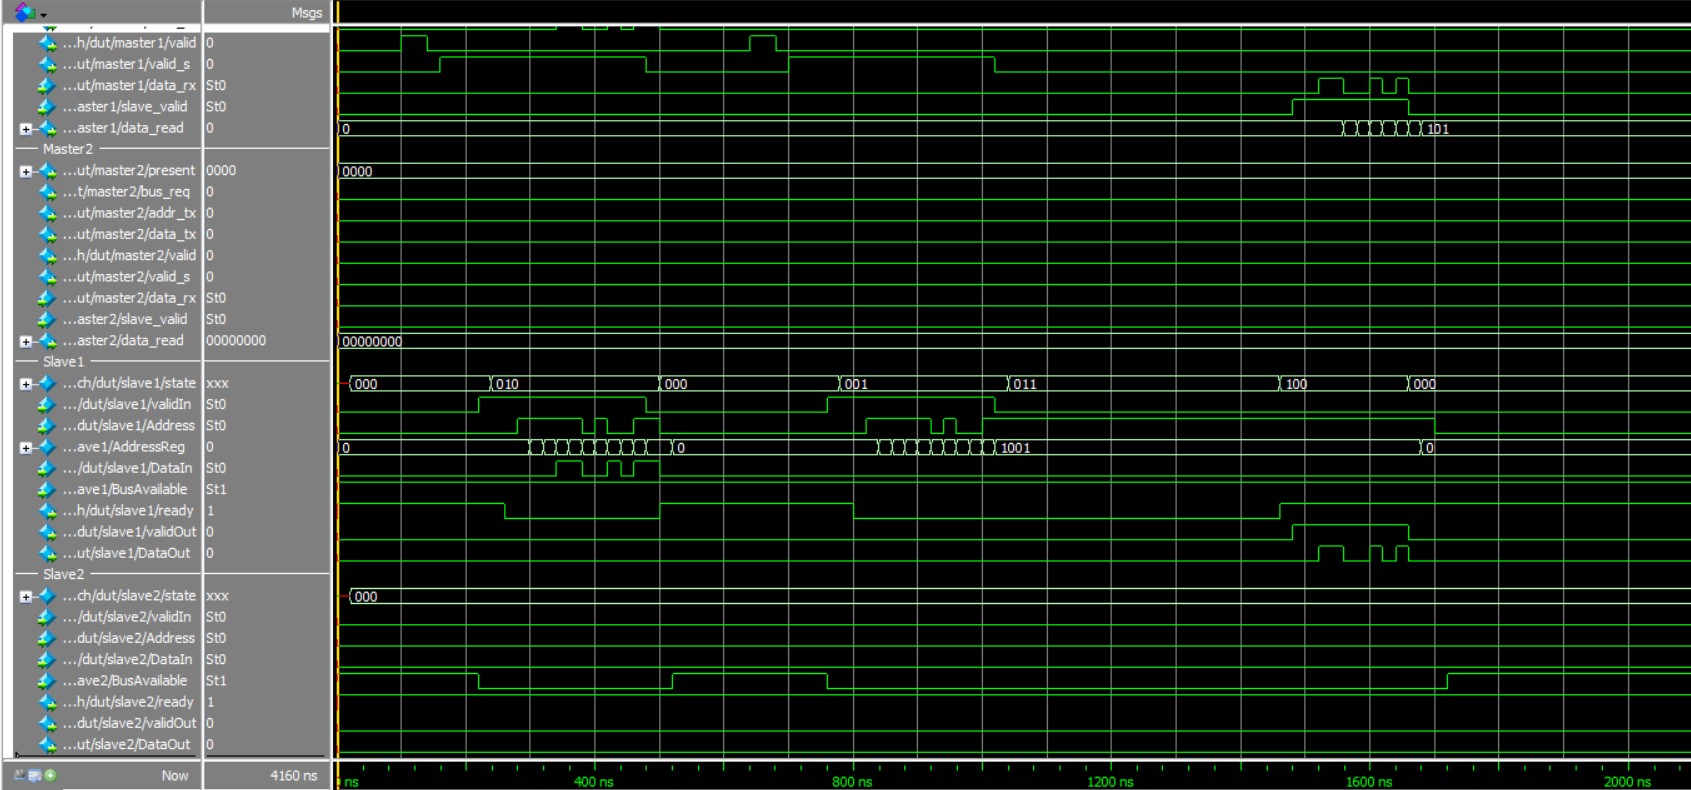 Msgs
...h/dut/master1/valid 0
...ut/master1/valid_s 0
...ut/master1/data_rx St0
...aster1/slave_valid St0
...aster1/data_read 0 0 101
Master2
...ut/master2/present 0000 0000
...t/master2/bus_req 0
...ut/master2/addr_tx 0
...ut/master2/data_tx 0
...h/dut/master2/valid 0
...ut/master2/valid_s 0
...ut/master2/data_rx St0
...aster2/slave_valid St0
...aster2/data_read 00000000 00000000
Slave1
...ch/dut/slave1/state xxx 000 010 000 001 011 100 000
.../dut/slave1/validIn St0
...dut/slave1/Address St0
...ave1/AddressReg 0 0 0 1001 0
.../dut/slave1/DataIn St0
...ave1/BusAvailable St1
...h/dut/slave1/ready 1
...dut/slave1/validOut 0
...ut/slave1/DataOut 0
Slave2
...ch/dut/slave2/state xxx 000
.../dut/slave2/validIn St0
...dut/slave2/Address St0
.../dut/slave2/DataIn St0
...ave2/BusAvailable St1
...h/dut/slave2/ready 1
...dut/slave2/validOut 0
...ut/slave2/DataOut 0
Now 4160 ns ns 400 ns 800 ns 1200 ns 1600 ns 2000 ns